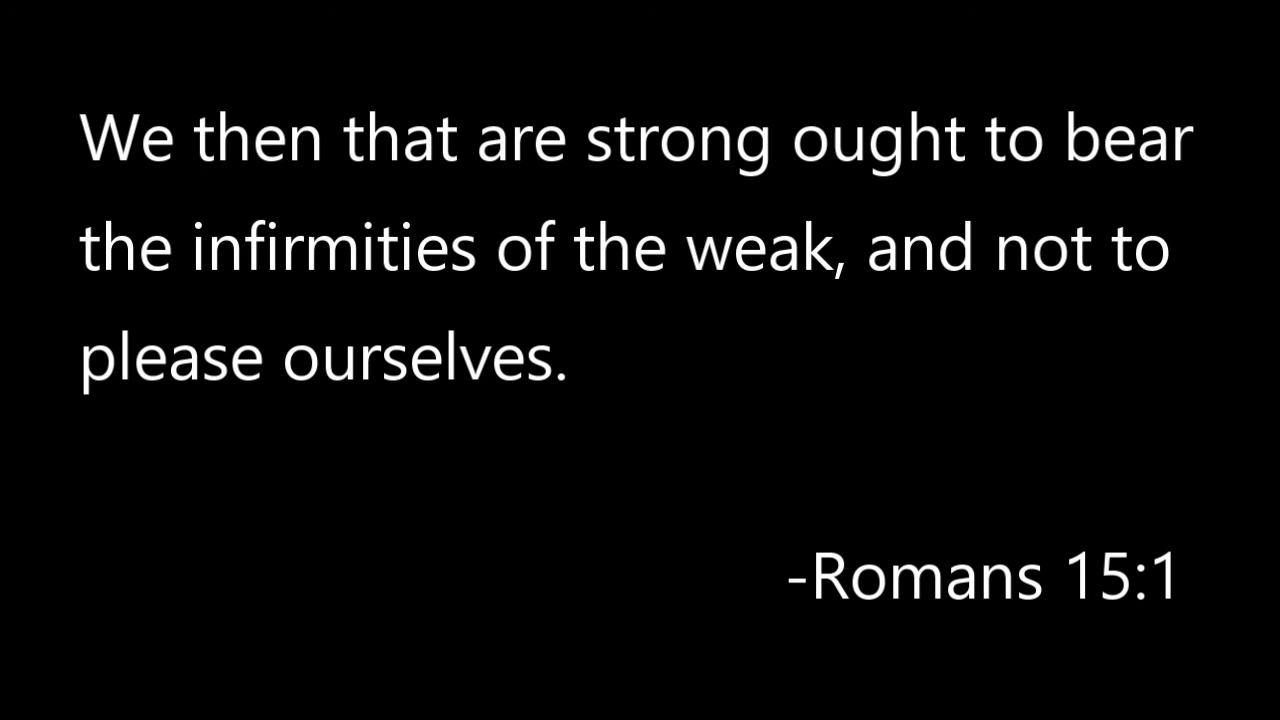 We then that are strong ought to bear
the infirmities of the weak, and not to
please ourselves.
-Romans 15:1